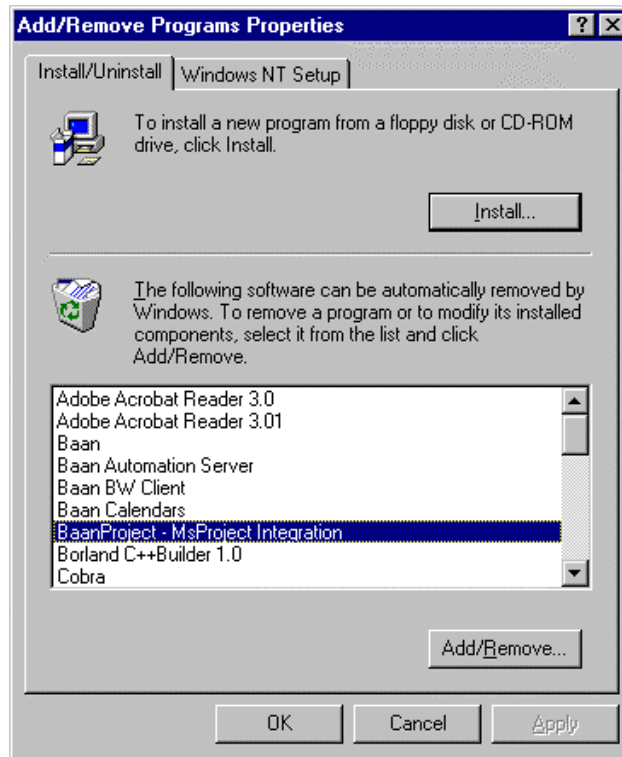 Add/Remove Programs Properties
Install/Uninstall
Windows NT Setup
To install a new program from a floppy disk or CD-ROM
drive, click Install.
Install...
The following software can be automatically removed by
Windows. To remove a program or to modify its installed
components, select it from the list and click
Add/Remove.
Adobe Acrobat Reader 3.0
Adobe Acrobat Reader 3.01
Baan
Baan Automation Server
Baan BW Client
Baan Calendars
BaanProject - MsProject Integration
Borland C++Builder 1.0
Cobra
Add/Remove...
OK
Cancel
Apply